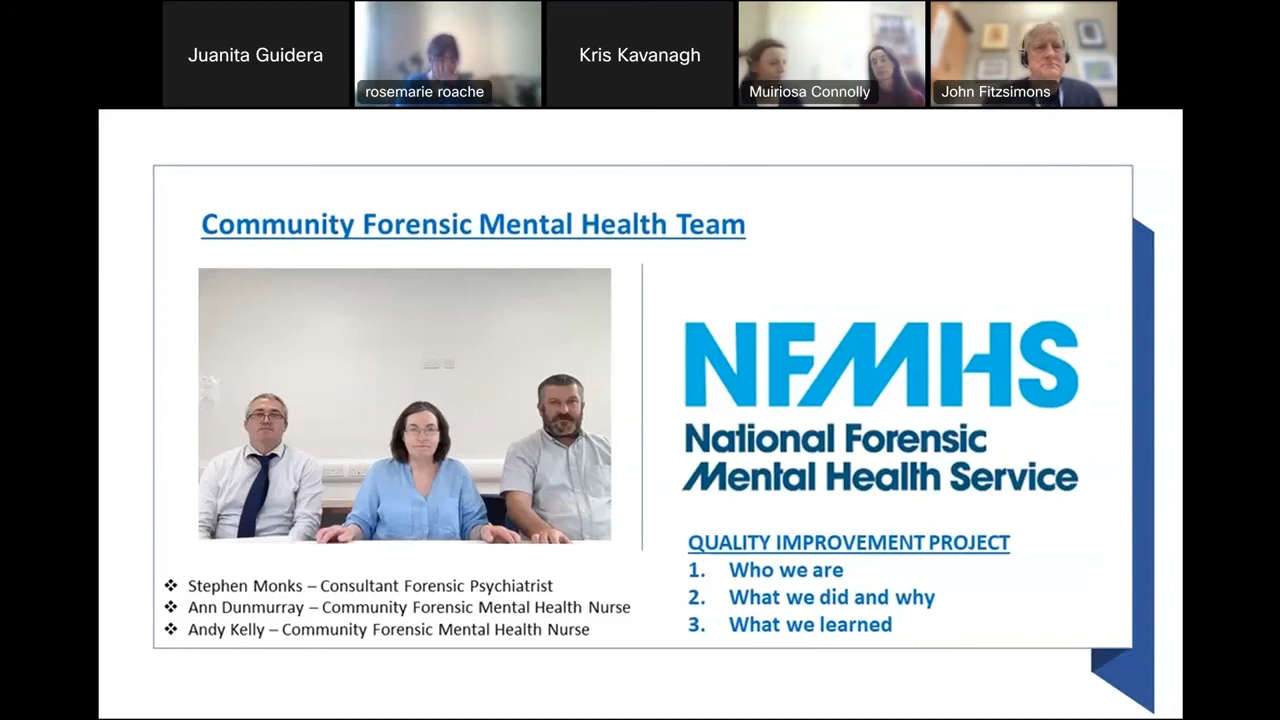 Juanita Guidera
rosemarie roache
Kris Kavanagh
Muiriosa Connolly
John Fitzsimons
Community Forensic Mental Health Team
❖ Stephen Monks – Consultant Forensic Psychiatrist
❖ Ann Dunmurray – Community Forensic Mental Health Nurse
❖ Andy Kelly – Community Forensic Mental Health Nurse
NFMHS
National Forensic
Mental Health Service
QUALITY IMPROVEMENT PROJECT
1. Who we are
2. What we did and why
3. What we learned